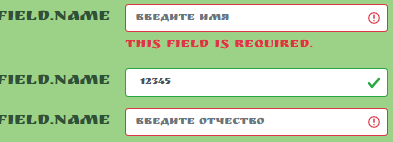 FIELD.NAME ВВЕДИТЕ ИМЯ
THIS FIELD IS REQUIRED.
FIELD.NAME 12345
FIELD.NAME ВВЕДИТЕ ОТЧЕСТВО